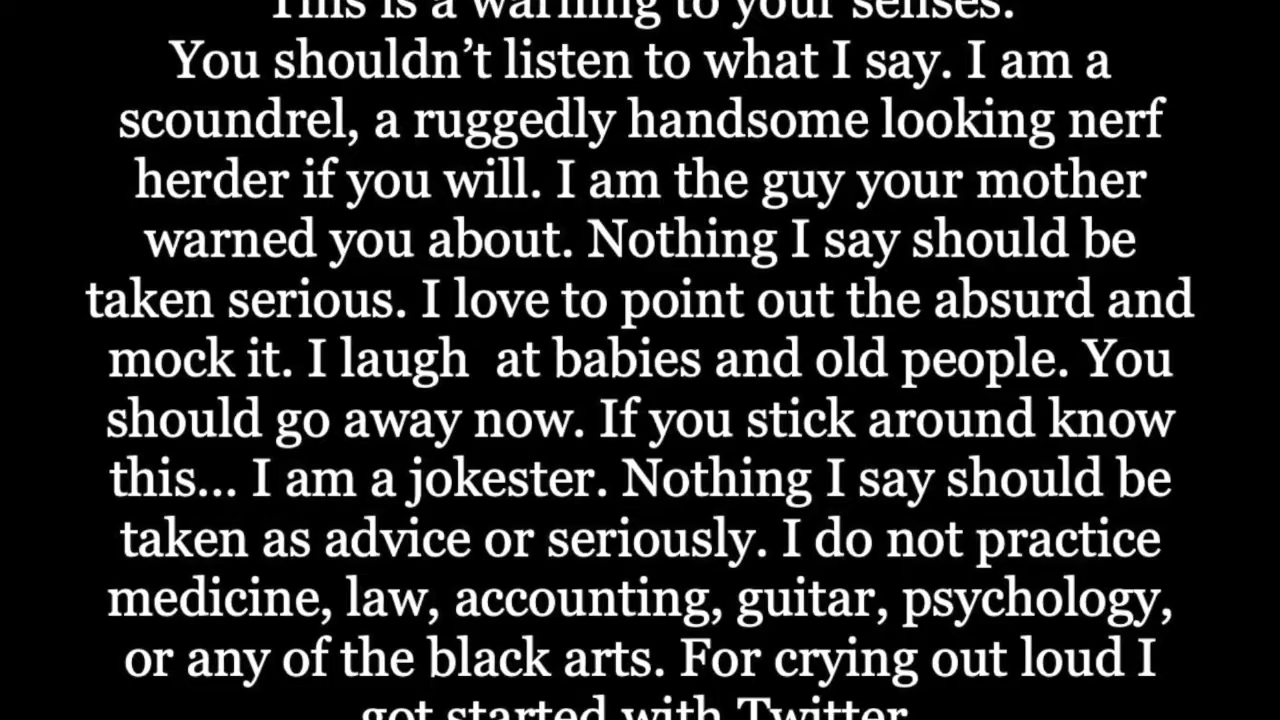 This is a warning to your senses.
You shouldn’t listen to what I say. I am a
scoundrel, a ruggedly handsome looking nerf
herder if you will. I am the guy your mother
warned you about. Nothing I say should be
taken serious. I love to point out the absurd and
mock it. I laugh  at babies and old people. You
should go away now. If you stick around know
this... I am a jokester. Nothing I say should be
taken as advice or seriously. I do not practice
medicine, law, accounting, guitar, psychology,
or any of the black arts. For crying out loud I
got started with Twitter